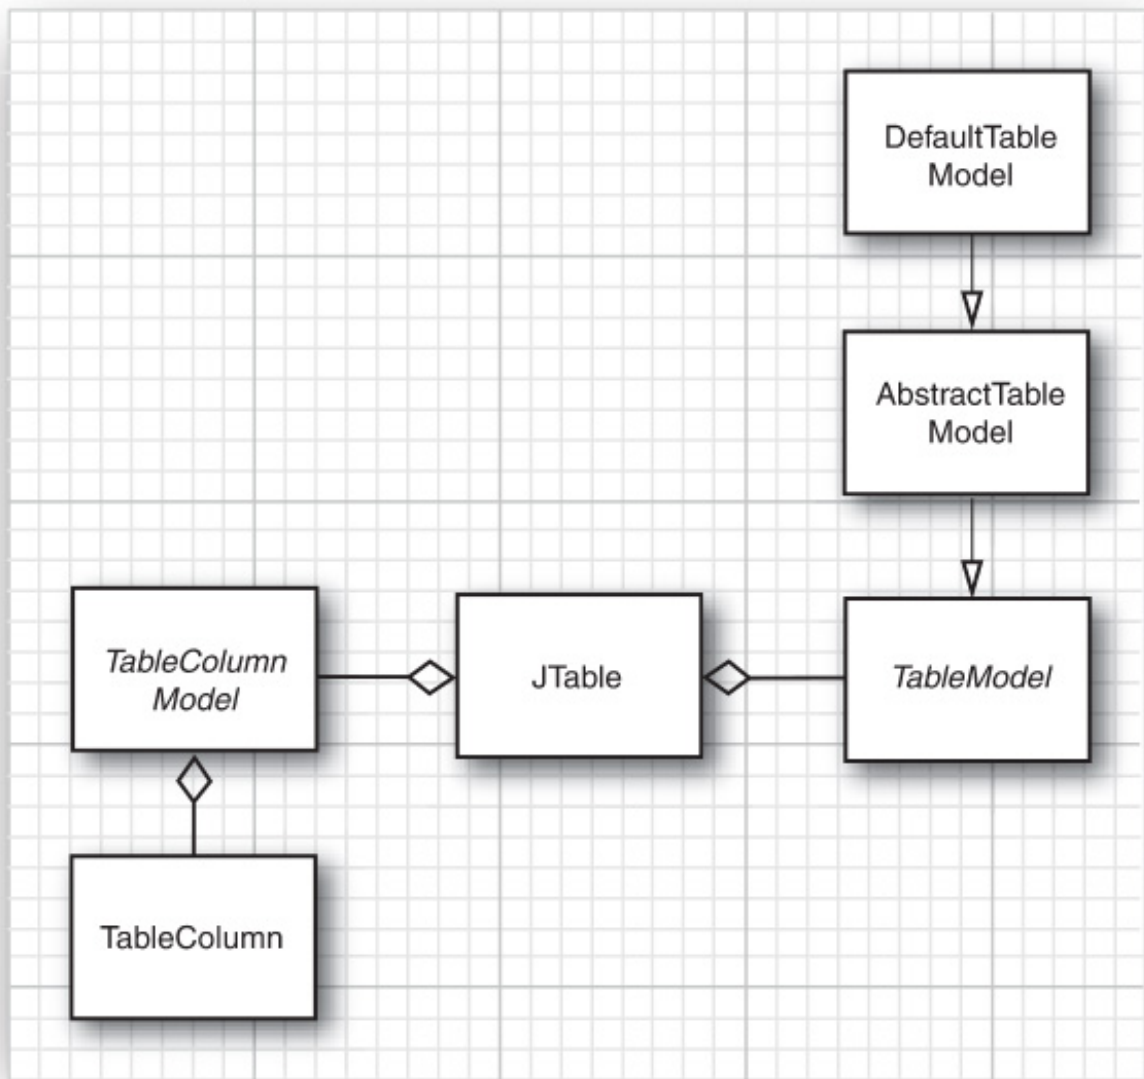 DefaultTable
Model
AbstractTable
Model
TableColumn
Model
JTable
TableModel
TableColumn